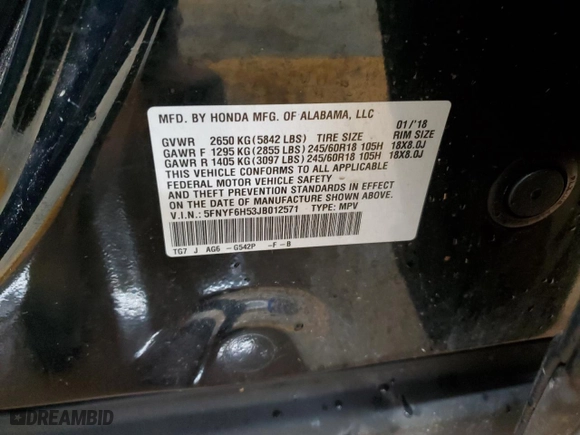 MFD. BY HONDA MFG. OF ALABAMA, LLC 01/'18
GVWR 2650 KG (5842 LBS) TIRE SIZE RIM SIZE
GAWR F 1295 KG (2855 LBS) 245/60R18 105H 18X8.0J
GAWR R 1405 KG (3097 LBS) 245/60R18 105H 18X8.0J
THIS VEHICLE CONFORMS TO ALL APPLICABLE
FEDERAL MOTOR VEHICLE SAFETY
AND THEFT PREVENTION STANDARDS IN EFFECT
ON THE DATE OF MANUFACTURE SHOWN ABOVE.
V.I.N.: 5FNYF6H53JB012571 TYPE: MPV
TG7 J AG6 -G542P -F-B
DREAMBID